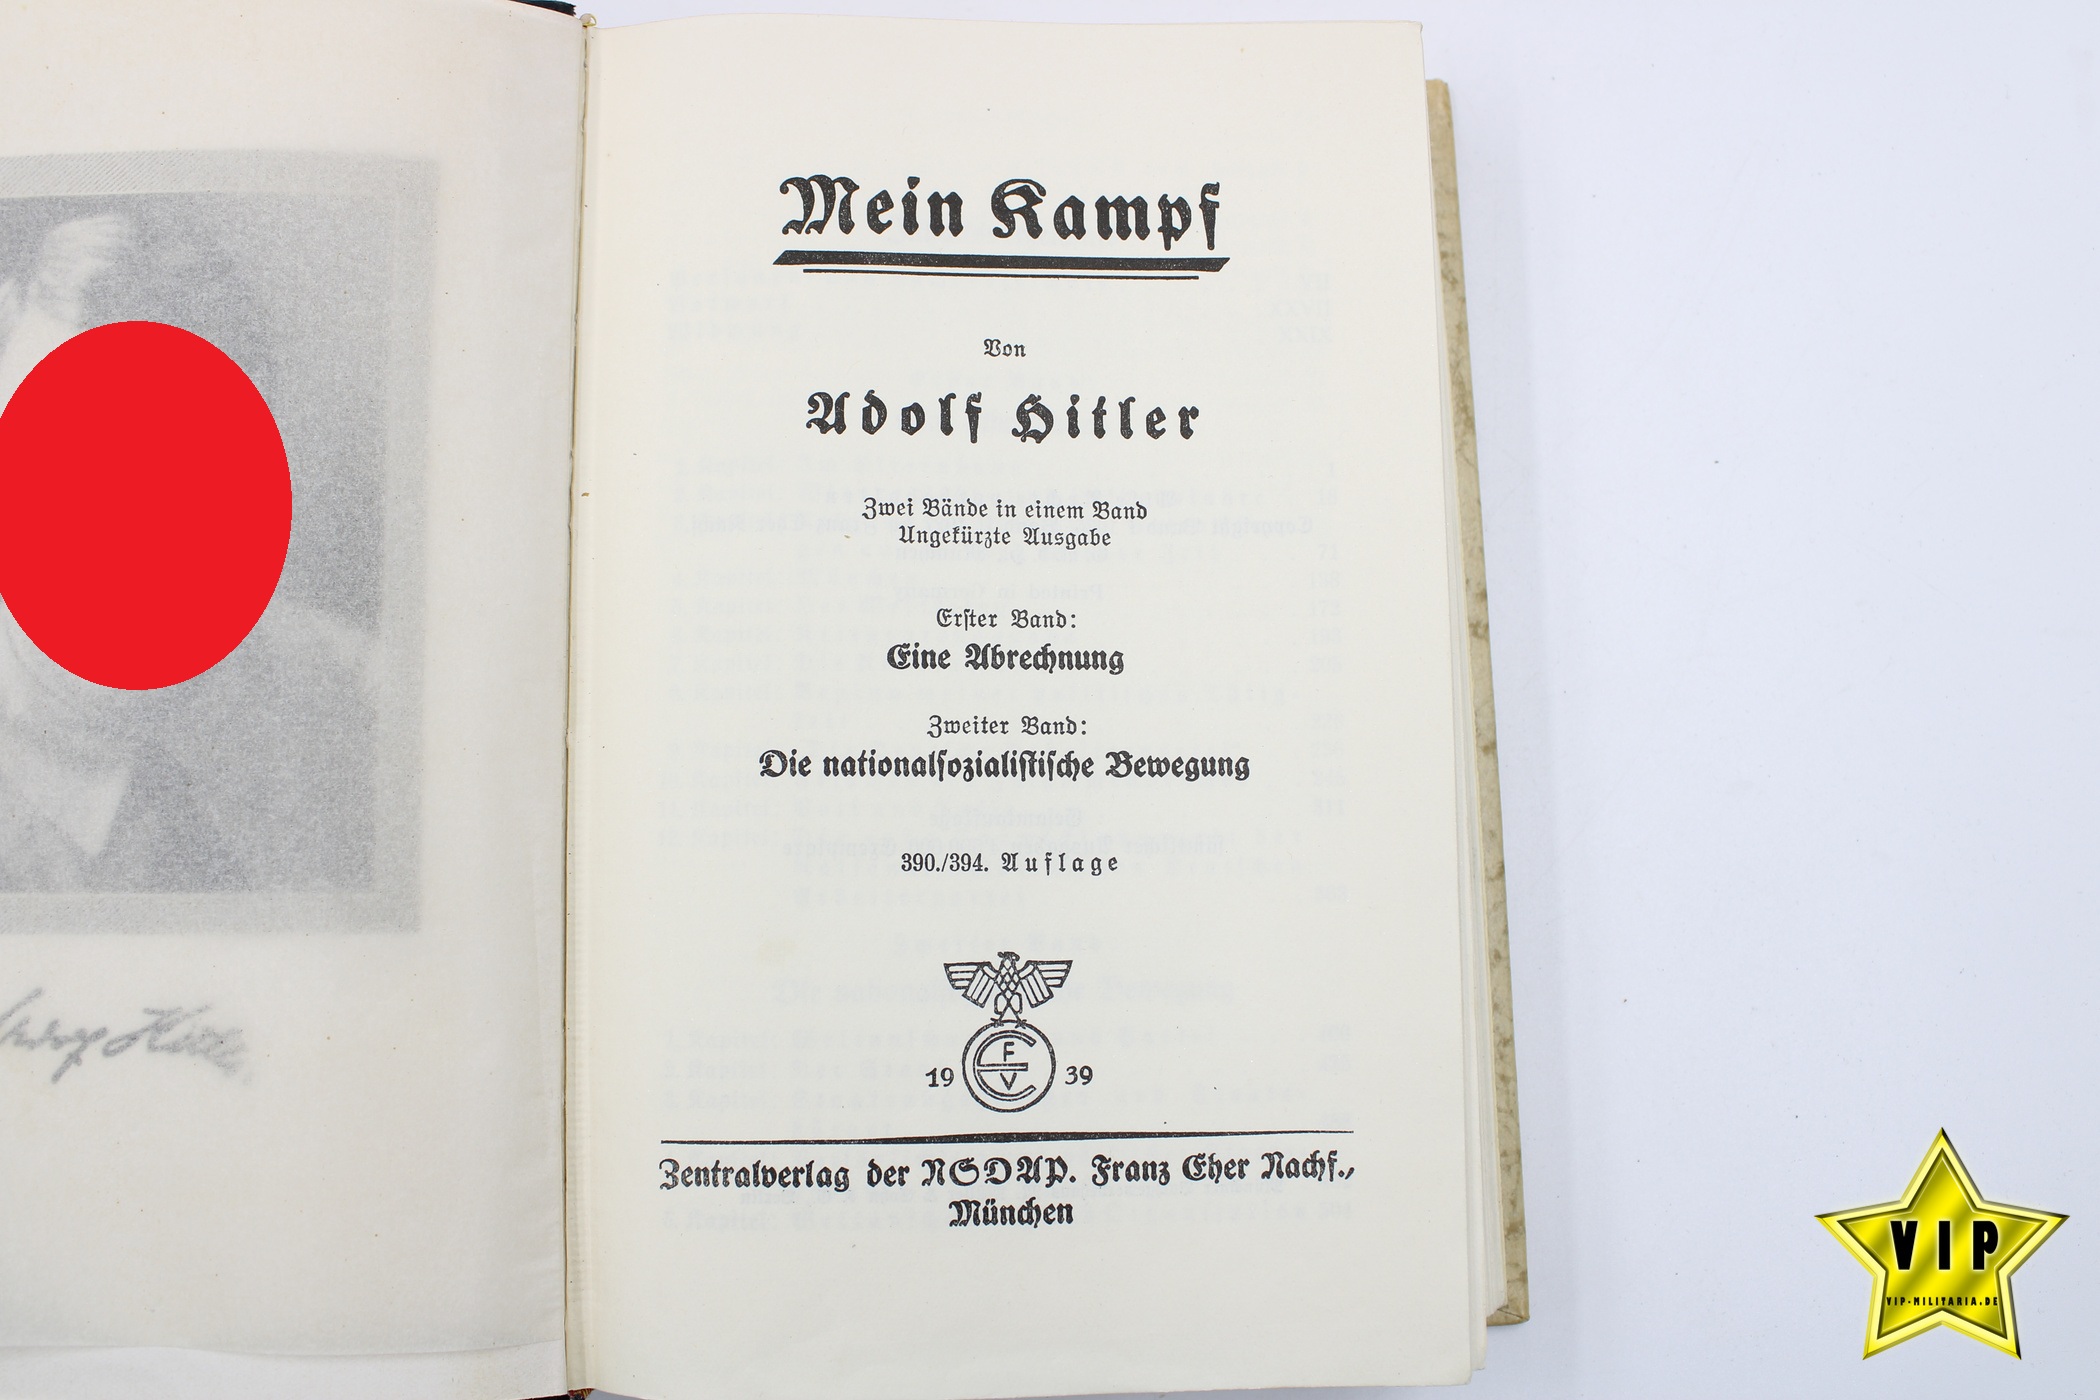 Mein Kampf
Von
Adolf Hitler
Zwei Bände in einem Band
Ungekürzte Ausgabe
Erster Band:
Eine Abrechnung
Zweiter Band:
Die nationalsozialistische Bewegung
390./394. Auflage
F
E
V
19 39
Zentralverlag der NSDAP. Franz Eher Nachf.,
München
VIP
VIP-MILITARIA.DE